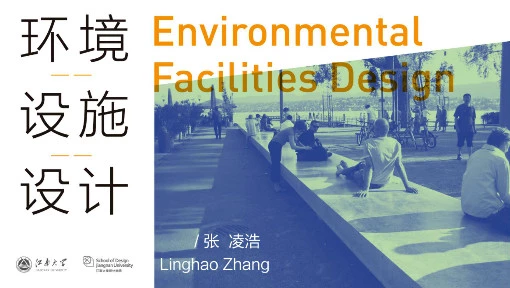 环境
设施
设计
Environmental
Facilities Design
/ 张 凌浩
Linghao Zhang
江南大学
School of Design
Jiangnan University